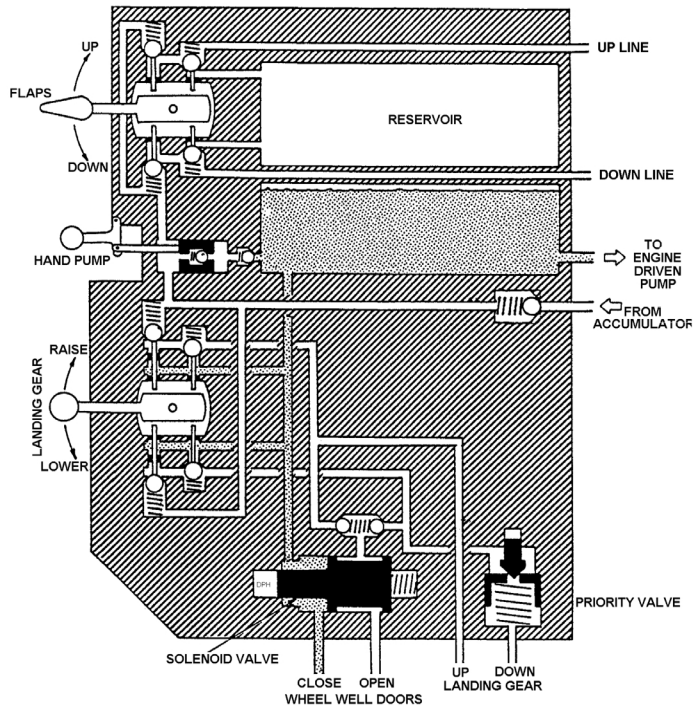 UP
UP LINE
FLAPS
RESERVOIR
DOWN
DOWN LINE
HAND PUMP
TO
ENGINE
DRIVEN
PUMP
FROM
ACCUMULATOR
LANDING GEAR
RAISE
LOWER
DPH
PRIORITY VALVE
SOLENOID VALVE
CLOSE OPEN
WHEEL WELL DOORS
UP DOWN
LANDING GEAR